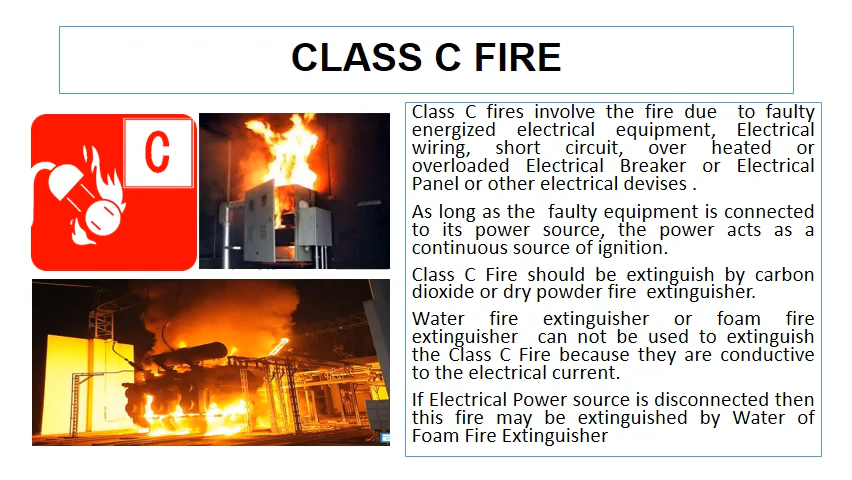 CLASS C FIRE
C
Class C fires involve the fire due to faulty
energized electrical equipment, Electrical
wiring, short circuit, over heated or
overloaded Electrical Breaker or Electrical
Panel or other electrical devises .
As long as the faulty equipment is connected
to its power source, the power acts as a
continuous source of ignition.
Class C Fire should be extinguish by carbon
dioxide or dry powder fire extinguisher.
Water fire extinguisher or foam fire
extinguisher can not be used to extinguish
the Class C Fire because they are conductive
to the electrical current.
If Electrical Power source is disconnected then
this fire may be extinguished by Water of
Foam Fire Extinguisher